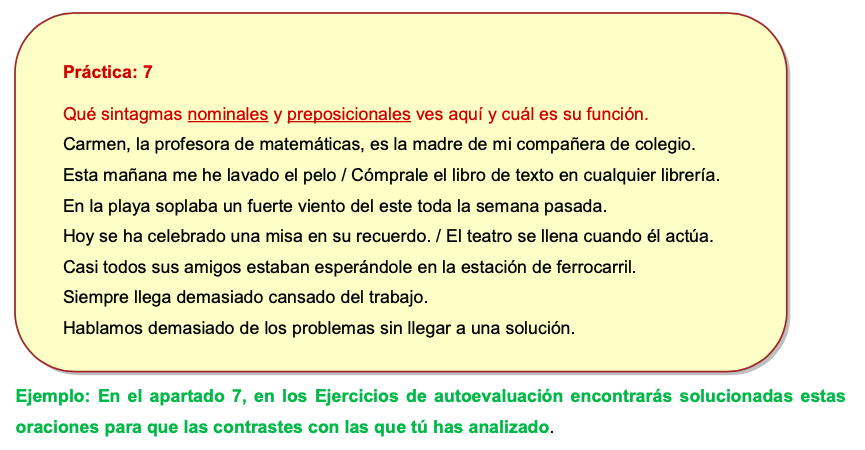 Práctica: 7
Qué sintagmas nominales y preposicionales ves aquí y cuál es su función.
Carmen, la profesora de matemáticas, es la madre de mi compañera de colegio.
Esta mañana me he lavado el pelo / Cómprale el libro de texto en cualquier librería.
En la playa soplaba un fuerte viento del este toda la semana pasada.
Hoy se ha celebrado una misa en su recuerdo. / El teatro se llena cuando él actúa.
Casi todos sus amigos estaban esperándole en la estación de ferrocarril.
Siempre llega demasiado cansado del trabajo.
Hablamos demasiado de los problemas sin llegar a una solución.
Ejemplo: En el apartado 7, en los Ejercicios de autoevaluación encontrarás solucionadas estas
oraciones para que las contrastes con las que tú has analizado.